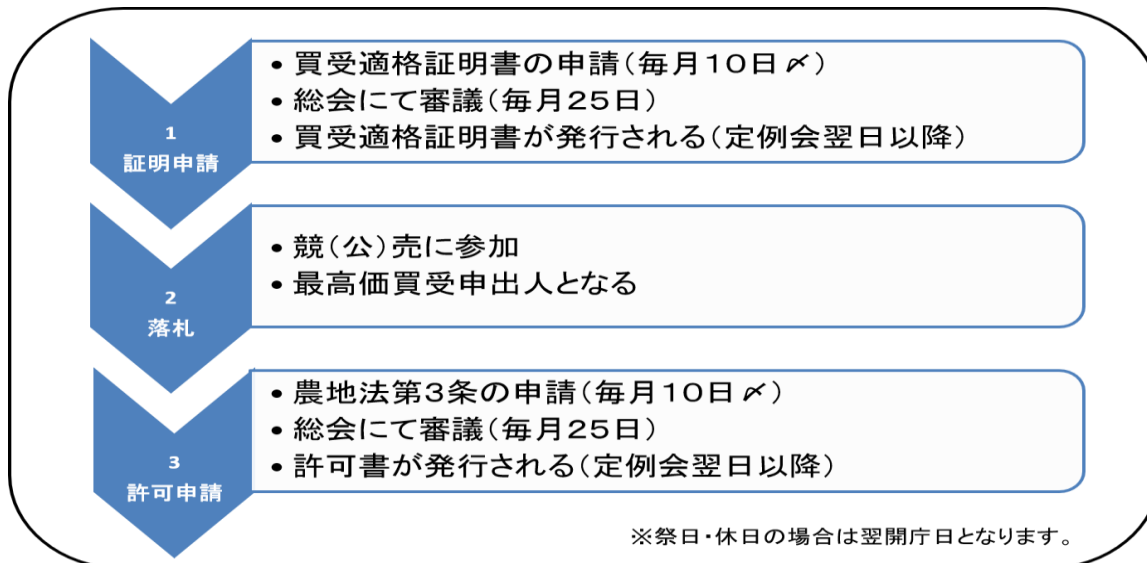 1
証明申請
• 買受適格証明書の申請（毎月１０日〆）
• 総会にて審議（毎月２５日）
• 買受適格証明書が発行される（定例会翌日以降）
2
落札
• 競（公）売に参加
• 最高価買受申出人となる
3
許可申請
• 農地法第３条の申請（毎月１０日〆）
• 総会にて審議（毎月２５日）
• 許可書が発行される（定例会翌日以降）
※祭日・休日の場合は翌開庁日となります。